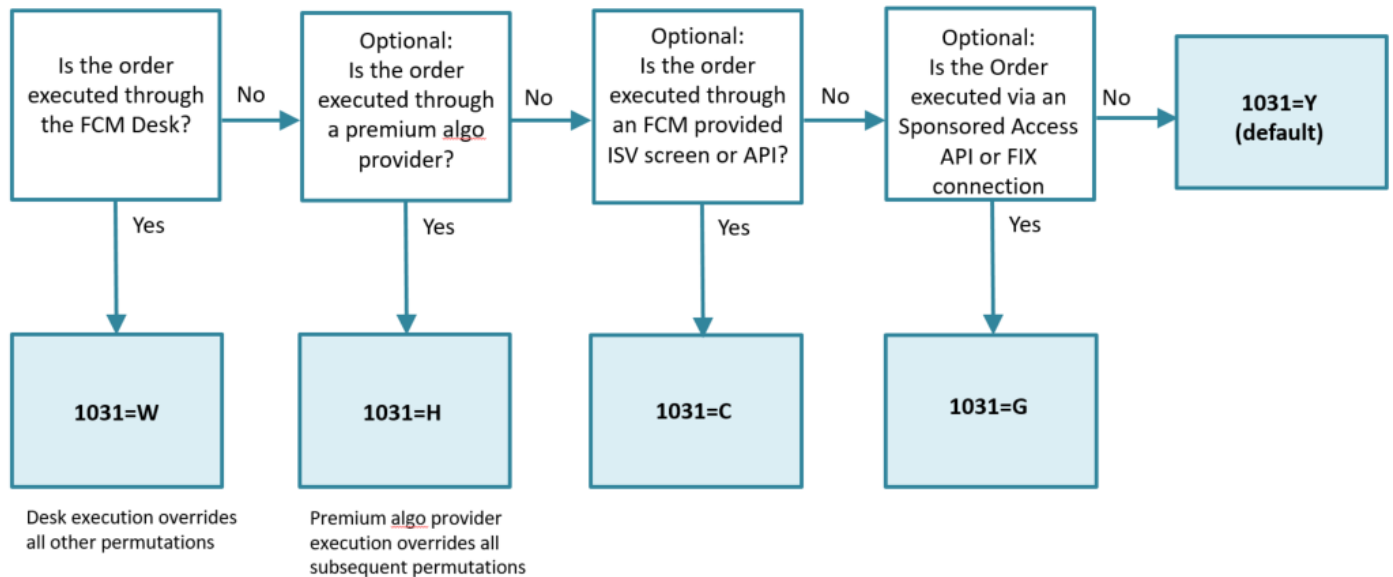 Is the order
executed through
the FCM Desk?
No
Optional:
Is the order
executed through
a premium algo
provider?
No
Optional:
Is the order
executed through
an FCM provided
ISV screen or API?
No
Optional:
Is the Order
executed via an
Sponsored Access
API or FIX
connection
No
1031=Y
(default)
Yes
Yes
Yes
Yes
1031=W
1031=H
1031=C
1031=G
Desk execution overrides
all other permutations
Premium algo provider
execution overrides all
subsequent permutations